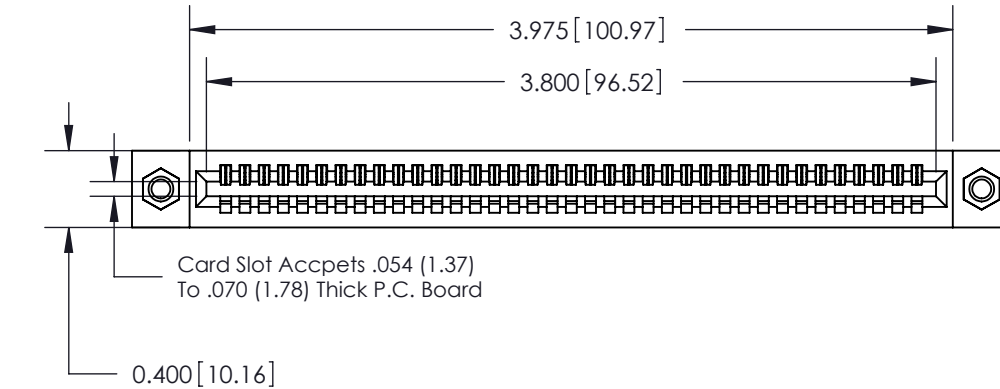 3.975[100.97]
3.800[96.52]
Card Slot Accpets .054 (1.37)
To .070 (1.78) Thick P.C. Board
0.400[10.16]